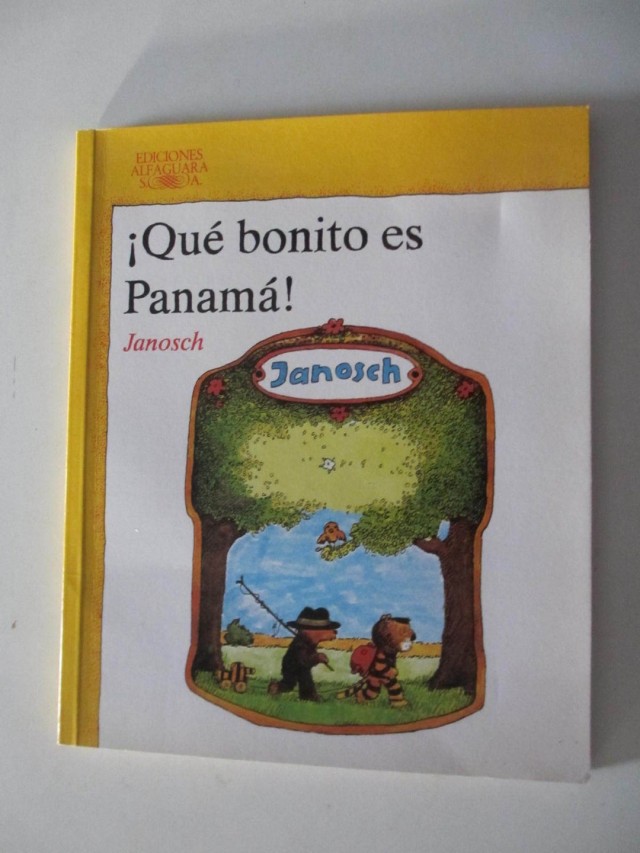 EDICIONES
ALFAGUARA
S. A.
¡Qué bonito es
Panamá!
Janosch
Janosch